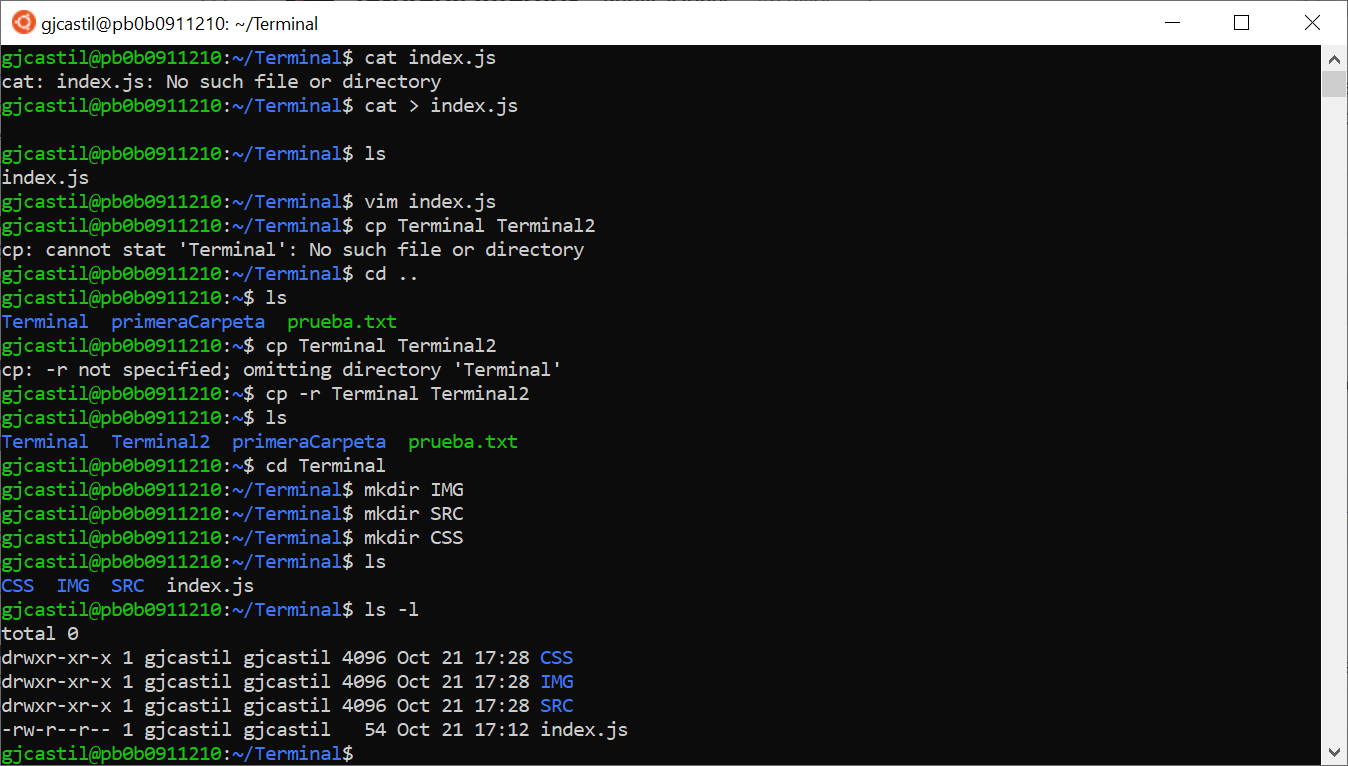 gjcastil@pb0b0911210: ~/Terminal
gjcastil@pb0b0911210:~/Terminal$ cat index.js
cat: index.js: No such file or directory
gjcastil@pb0b0911210:~/Terminal$ cat > index.js
gjcastil@pb0b0911210:~/Terminal$ ls
index.js
gjcastil@pb0b0911210:~/Terminal$ vim index.js
gjcastil@pb0b0911210:~/Terminal$ cp Terminal Terminal2
cp: cannot stat 'Terminal': No such file or directory
gjcastil@pb0b0911210:~/Terminal$ cd ..
gjcastil@pb0b0911210:~$ ls
Terminal  primeraCarpeta  prueba.txt
gjcastil@pb0b0911210:~$ cp Terminal Terminal2
cp: -r not specified; omitting directory 'Terminal'
gjcastil@pb0b0911210:~$ cp -r Terminal Terminal2
gjcastil@pb0b0911210:~$ ls
Terminal  Terminal2  primeraCarpeta  prueba.txt
gjcastil@pb0b0911210:~$ cd Terminal
gjcastil@pb0b0911210:~/Terminal$ mkdir IMG
gjcastil@pb0b0911210:~/Terminal$ mkdir SRC
gjcastil@pb0b0911210:~/Terminal$ mkdir CSS
gjcastil@pb0b0911210:~/Terminal$ ls
CSS  IMG  SRC  index.js
gjcastil@pb0b0911210:~/Terminal$ ls -l
total 0
drwxr-xr-x 1 gjcastil gjcastil 4096 Oct 21 17:28 CSS
drwxr-xr-x 1 gjcastil gjcastil 4096 Oct 21 17:28 IMG
drwxr-xr-x 1 gjcastil gjcastil 4096 Oct 21 17:28 SRC
-rw-r--r-- 1 gjcastil gjcastil   54 Oct 21 17:12 index.js
gjcastil@pb0b0911210:~/Terminal$